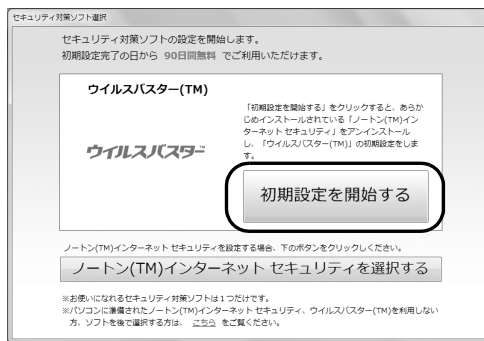 セキュリティ対策ソフト選択
セキュリティ対策ソフトの設定を開始します。
初期設定完了の日から 90日間無料 でご利用いただけます。
ウイルスバスター(TM)
「初期設定を開始する」をクリックすると、あらか
じめインストールされている「ノートン(TM)イン
ターネット セキュリティ」をアンインストール
し、「ウイルスバスター(TM)」の初期設定をしま
す。
ウイルスバスター™
初期設定を開始する
ノートン(TM)インターネット セキュリティを設定する場合、下のボタンをクリックしください。
ノートン(TM)インターネット セキュリティを選択する
※お使いになれるセキュリティ対策ソフトは１つだけです。
※パソコンに準備されたノートン(TM)インターネット セキュリティ、ウイルスバスター(TM)を利用しない
方、ソフトを後で選択する方は、 こちら をご覧ください。